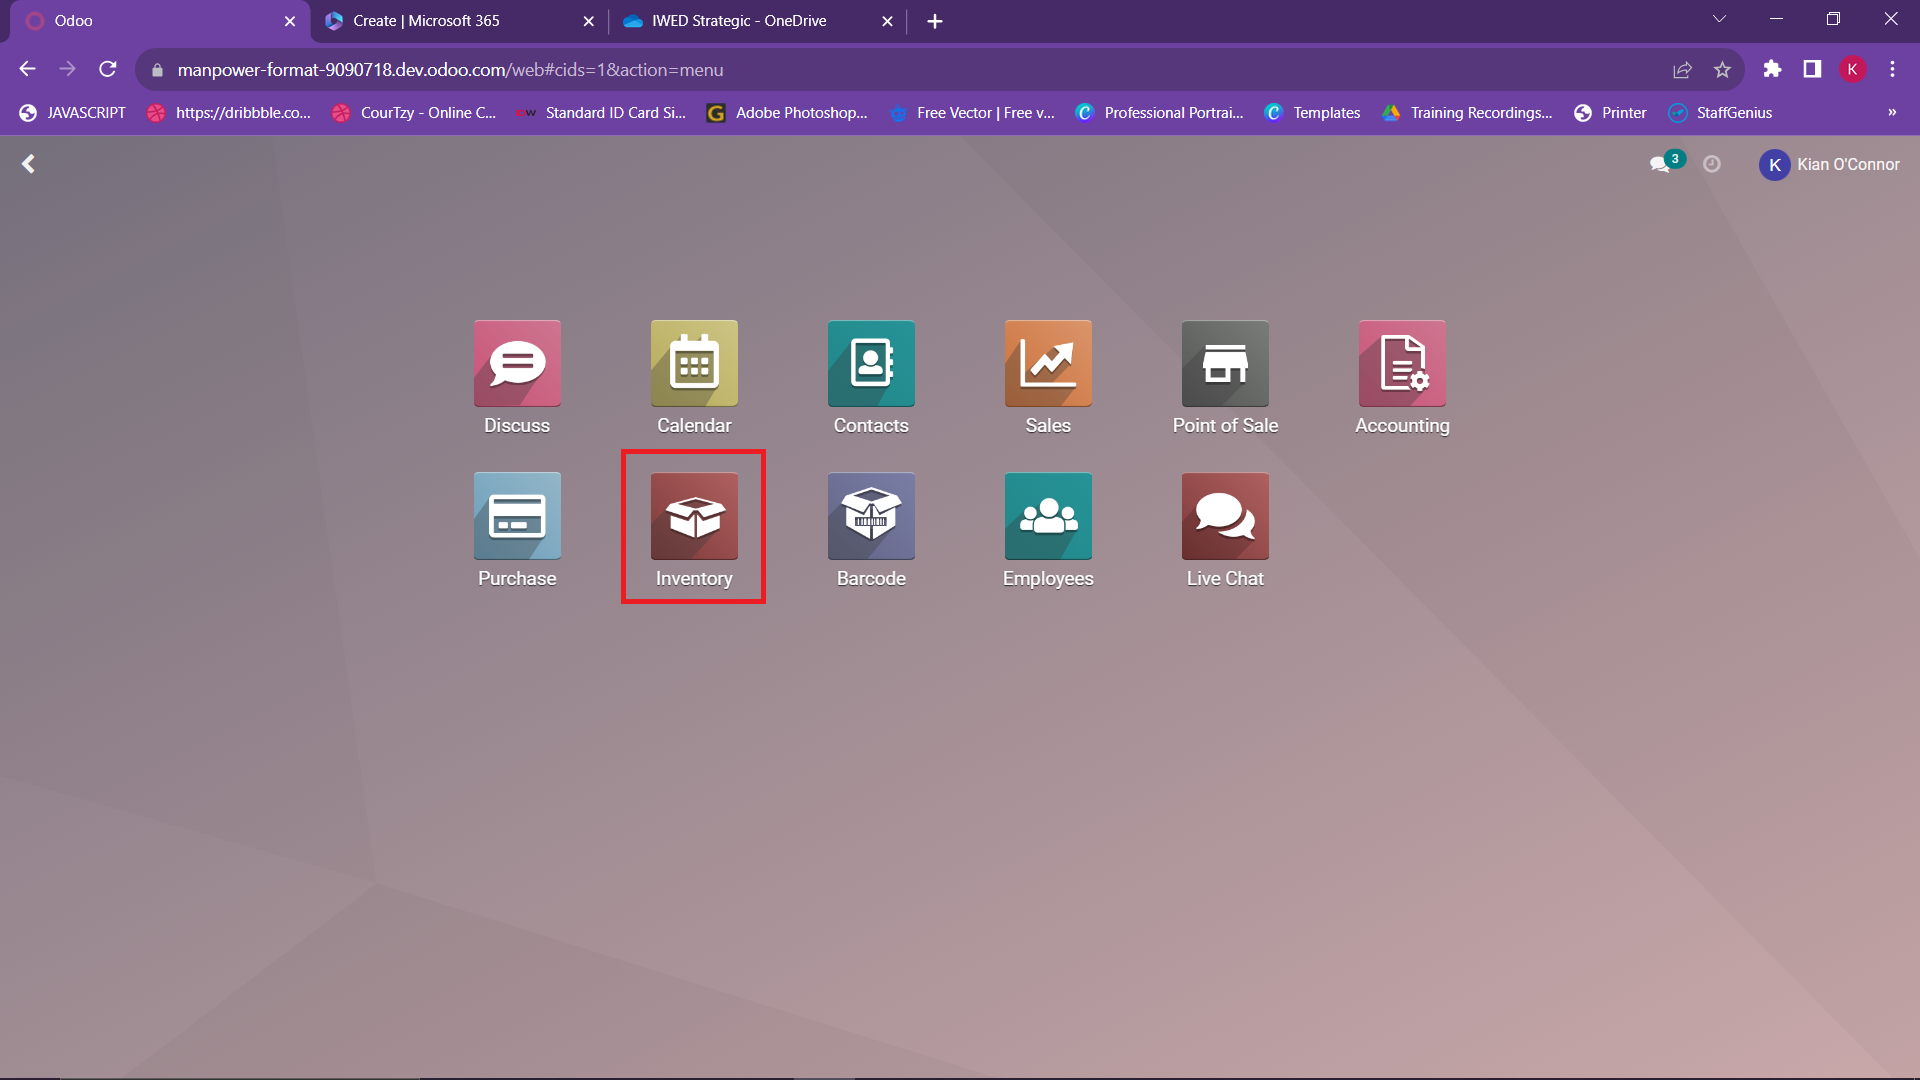 Odoo
Create | Microsoft 365
IWED Strategic - OneDrive
manpower-format-9090718.dev.odoo.com/web#cids=1&action=menu
K
JAVASCRIPT
https://dribbble.co...
CourTzy - Online C...
Standard ID Card Si...
Adobe Photoshop...
Free Vector | Free v...
Professional Portrai...
Templates
Training Recordings...
Printer
StaffGenius
»
3
K
Kian O'Connor
Discuss
Calendar
Contacts
Sales
Point of Sale
Accounting
Purchase
Inventory
Barcode
Employees
Live Chat